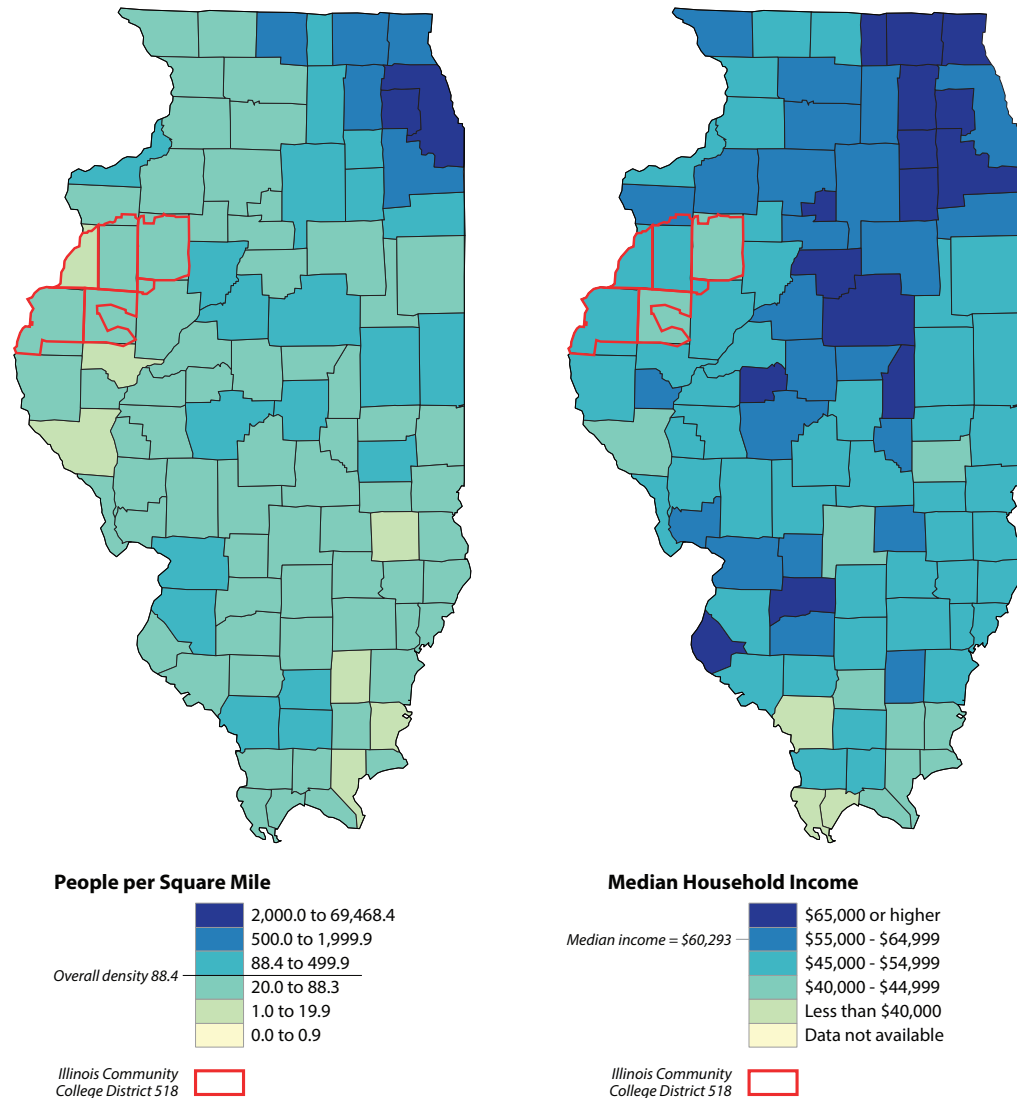 People per Square Mile
2,000.0 to 69,468.4
500.0 to 1,999.9
88.4 to 499.9
Overall density 88.4
20.0 to 88.3
1.0 to 19.9
0.0 to 0.9
Illinois Community
College District 518
Median Household Income
$65,000 or higher
Median income = $60,293
$55,000 - $64,999
$45,000 - $54,999
$40,000 - $44,999
Less than $40,000
Data not available
Illinois Community
College District 518